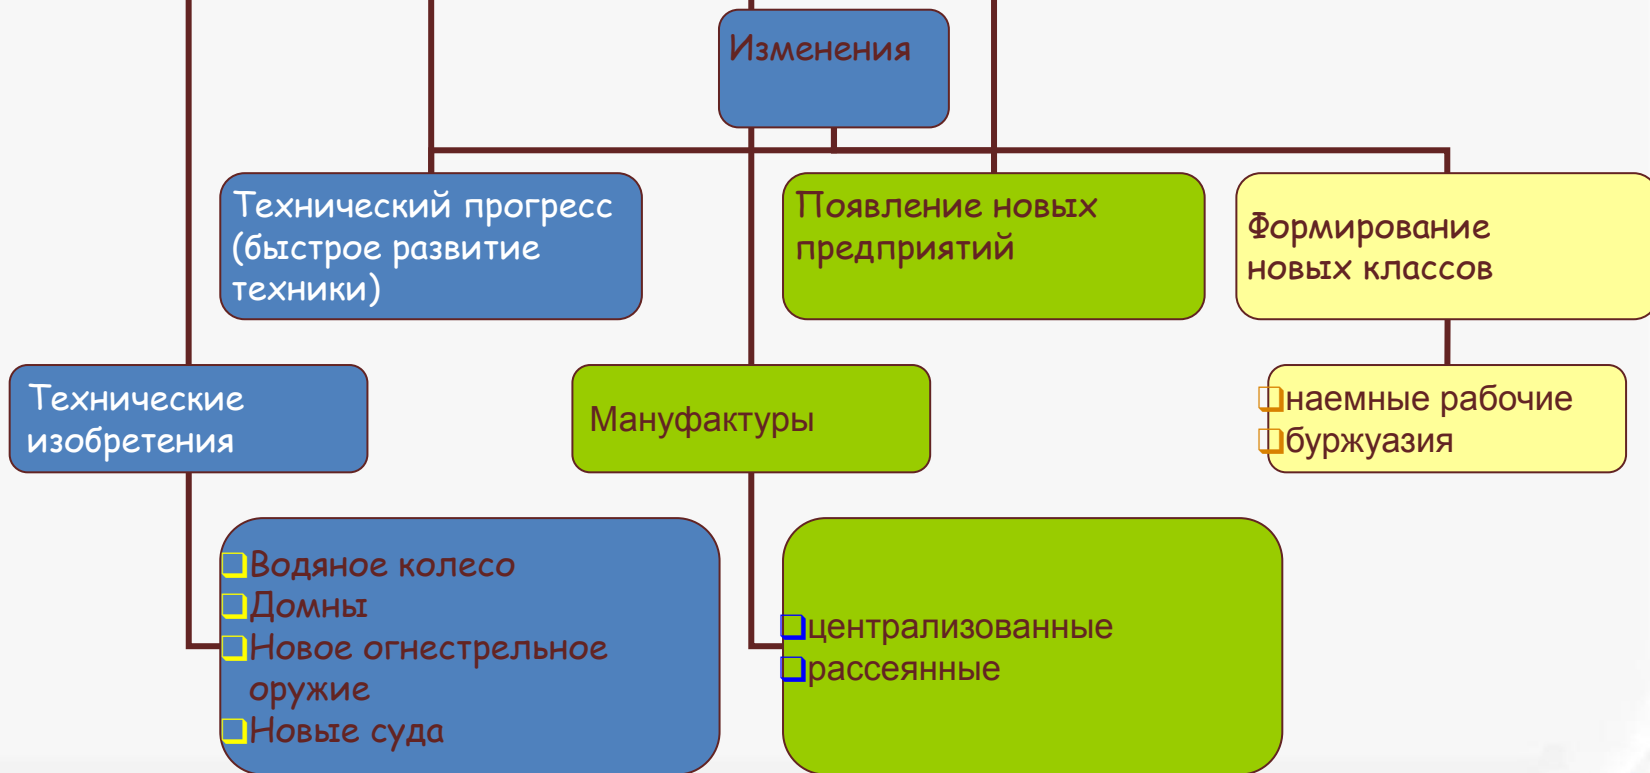 Изменения
Технический прогресс
(быстрое развитие
техники)
Появление новых
предприятий
Формирование
новых классов
Технические
изобретения
Мануфактуры
наемные рабочие
буржуазия
Водяное колесо
Домны
Новое огнестрельное
оружие
Новые суда
централизованные
рассеянные